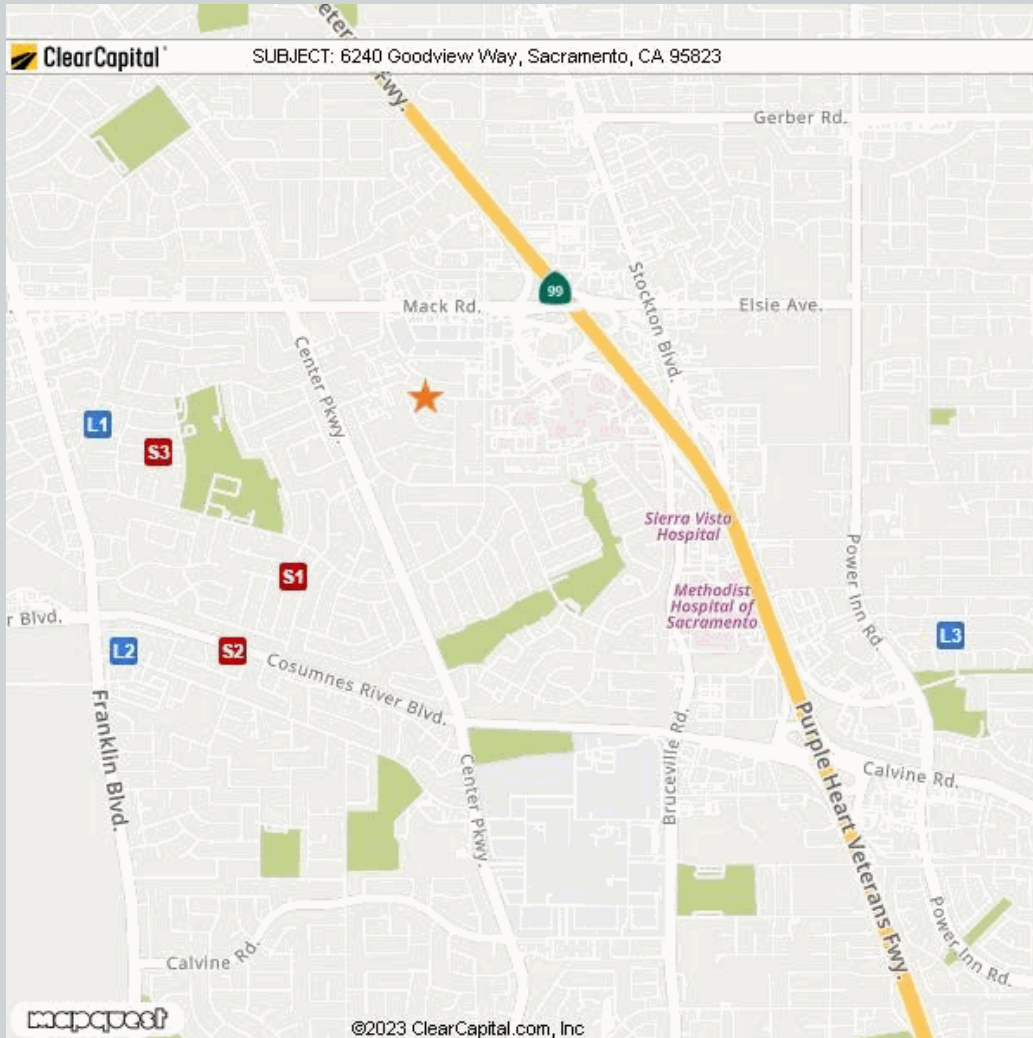 eter
Fwy.
ClearCapital
SUBJECT: 6240 Goodview Way, Sacramento, CA 95823
Gerber Rd.
99
Stockton Blvd.
Mack Rd.
Elsie Ave.
Center Pkwy.
L1
S3
Sierra Vista
Hospital
S1
Methodist
Hospital of
Sacramento
Power Inn Rd.
r Blvd.
L2
S2
L3
Cosumnes River Blvd.
Franklin Blvd.
Bruceville Rd.
Purple Heart Veterans Fwy.
Calvine Rd.
Center Pkwy.
Power Inn Rd.
Calvine Rd.
mapquest
©2023 ClearCapital.com, Inc